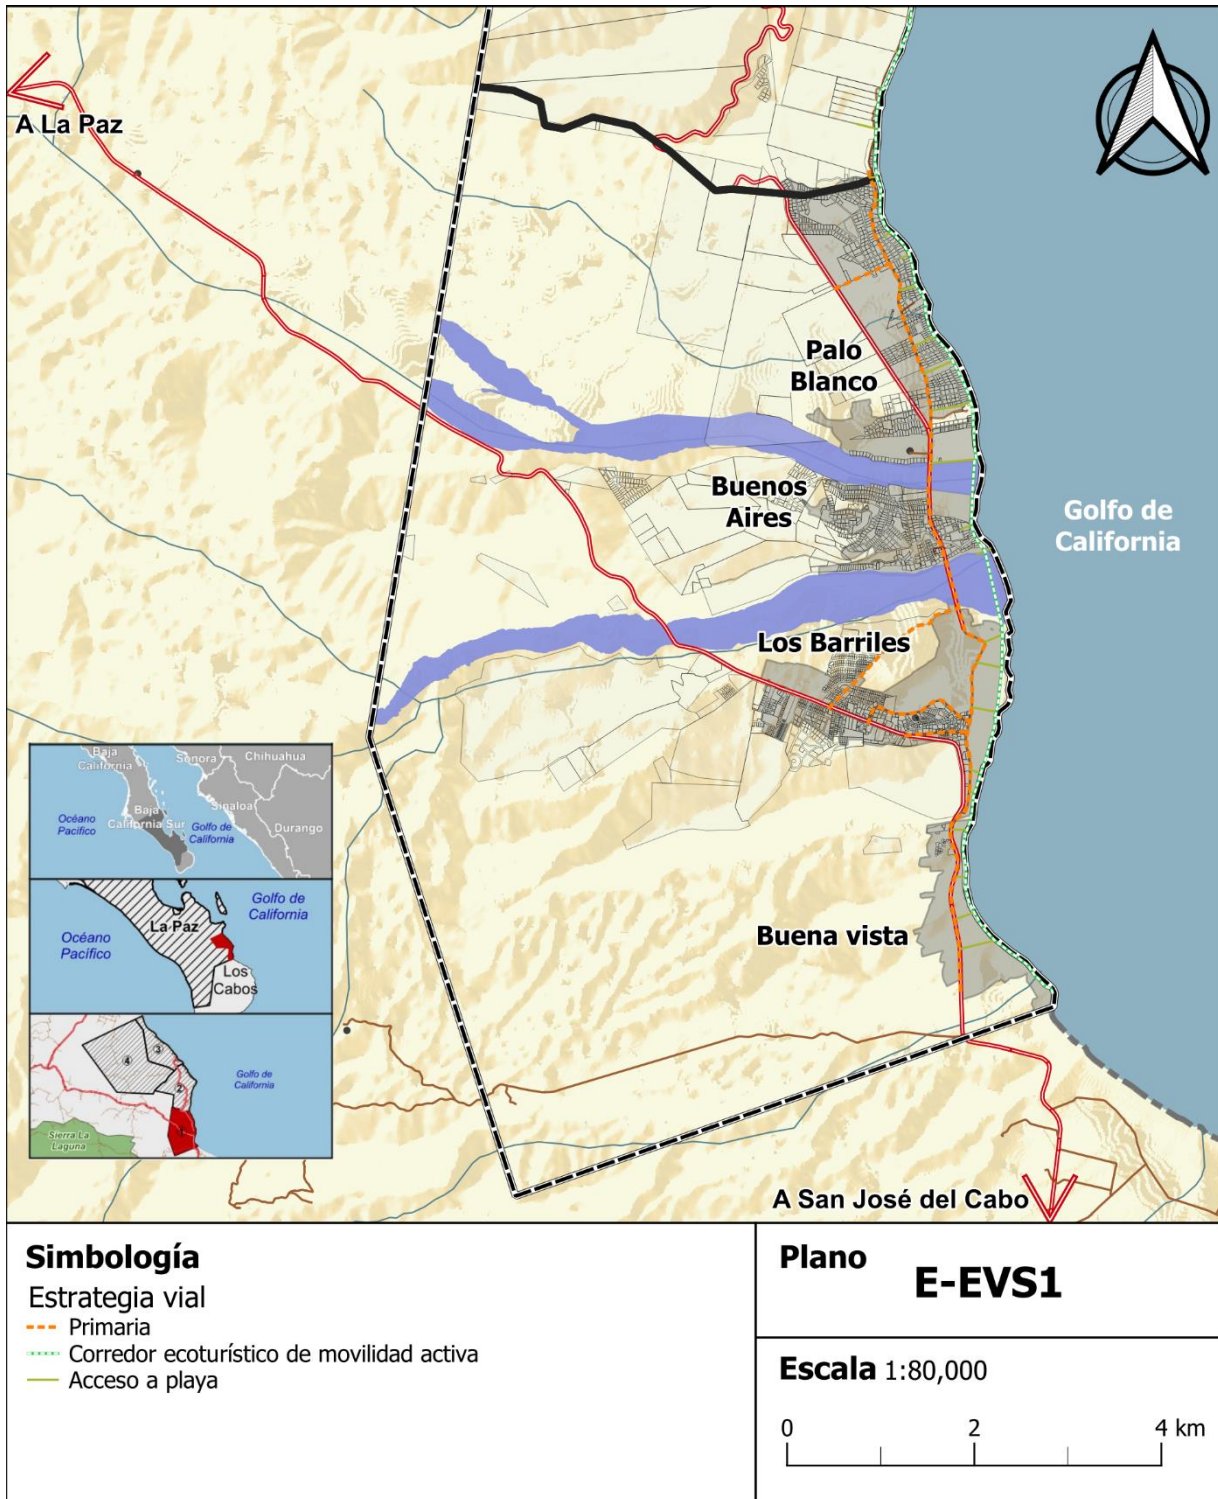 A La Paz
Palo
Blanco
Buenos
Aires
Golfo de
California
Los Barriles
Buena vista
A San José del Cabo
Baja
California
Sonora
Chihuahua
Sinaloa
Durango
Baja
California Sur
Océano
Pacífico
Golfo de
California
Golfo de
California
La Paz
Océano
Pacífico
Los
Cabos
3
4
2
Golfo de
California
Sierra La
Laguna
Simbología
Estrategia vial
Primaria
Corredor ecoturístico de movilidad activa
Acceso a playa
Plano
E-EVS1
Escala 1:80,000
0 2 4 km